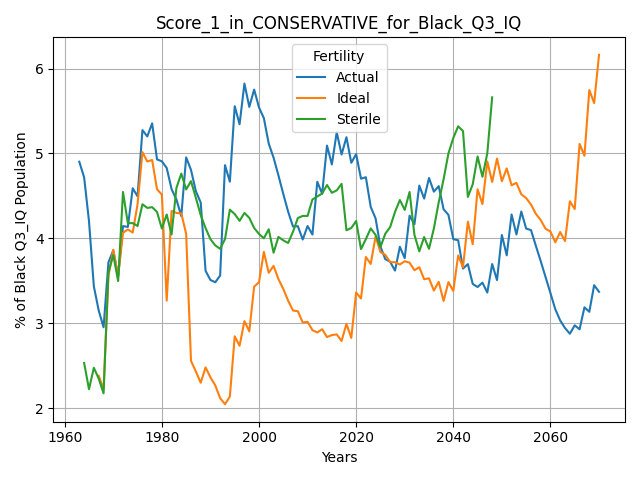 Score_1_in_CONSERVATIVE_for_Black_Q3_IQ
Fertility
Actual
Ideal
Sterile
% of Black Q3_IQ Population
6
5
4
3
2
1960
1980
2000
2020
2040
2060
Years